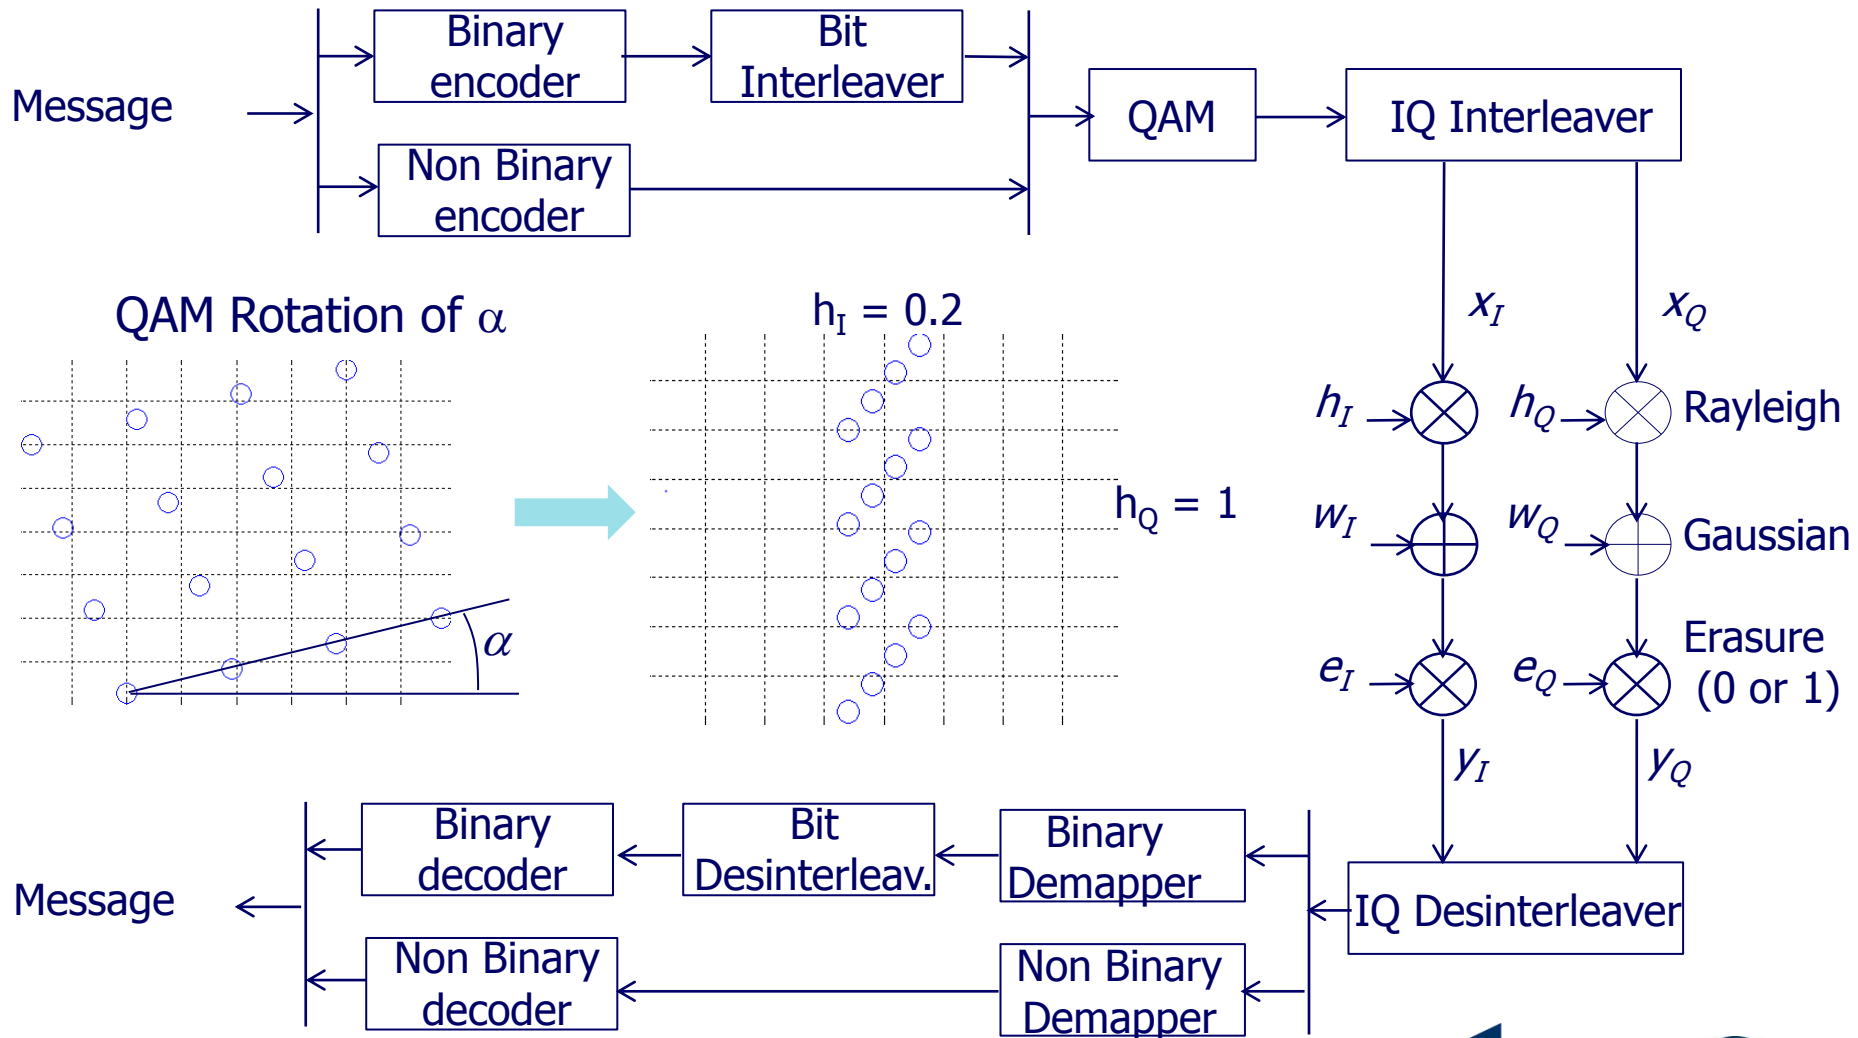 Message
Binary
encoder
Bit
Interleaver
Non Binary
encoder
QAM
IQ Interleaver
QAM Rotation of α
h_I = 0.2
h_Q = 1
α
x_I
x_Q
h_I
h_Q
Rayleigh
w_I
w_Q
Gaussian
e_I
e_Q
Erasure
(0 or 1)
y_I
y_Q
Binary
decoder
Bit
Desinterleav.
Binary
Demapper
IQ Desinterleaver
Message
Non Binary
decoder
Non Binary
Demapper